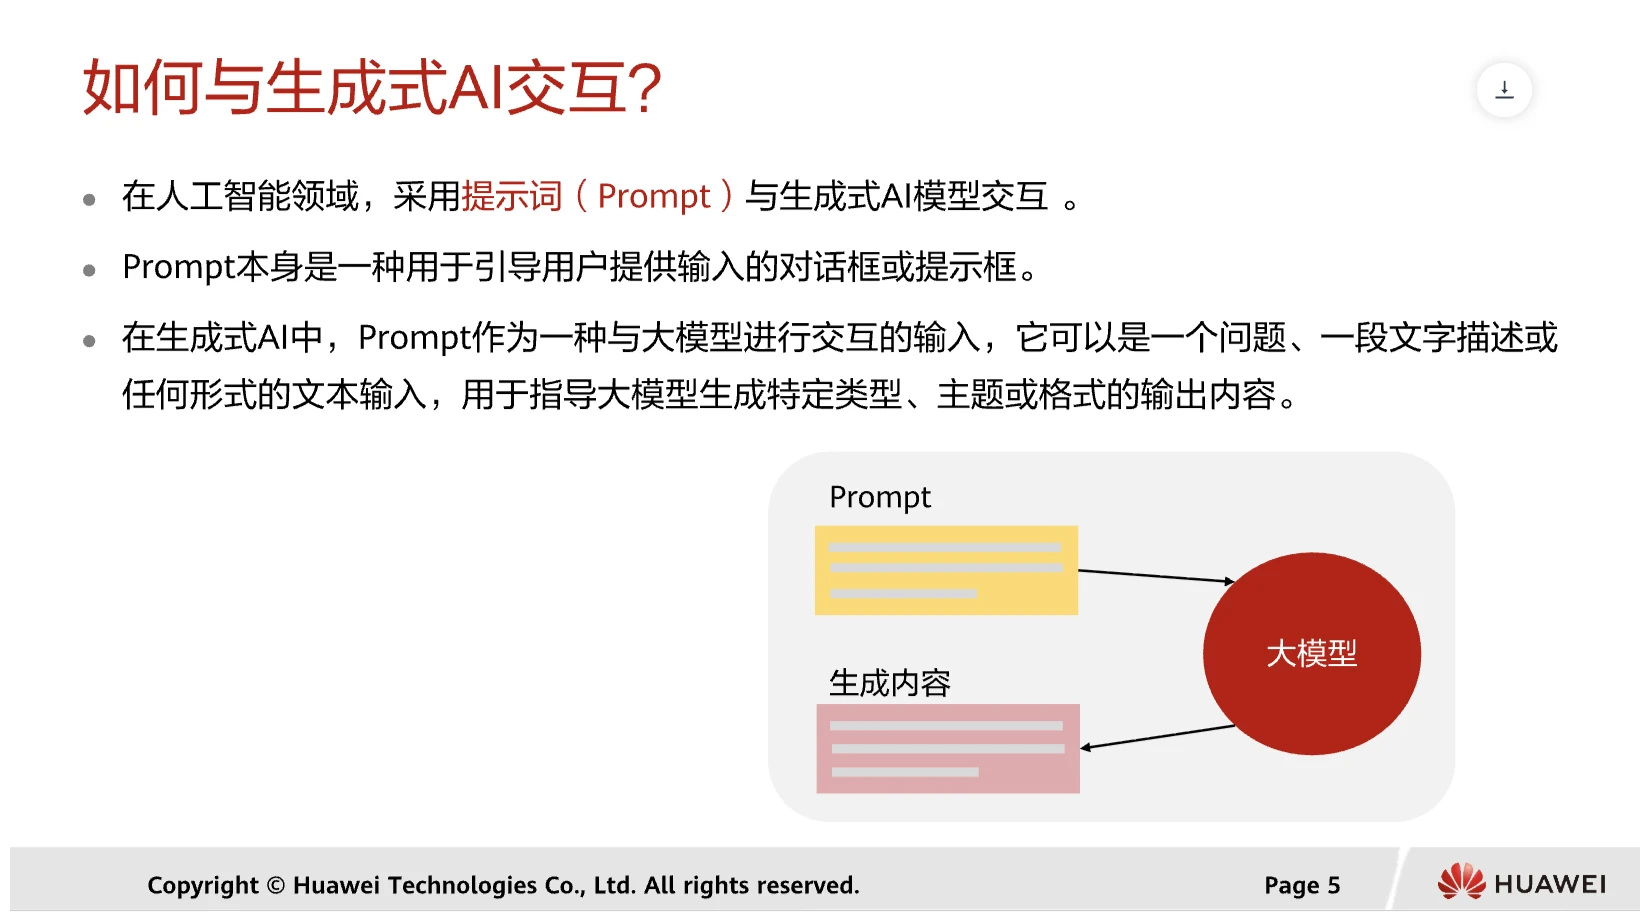 如何与生成式AI交互?
在人工智能领域，采用提示词（Prompt）与生成式AI模型交互 。
Prompt本身是一种用于引导用户提供输入的对话框或提示框。
在生成式AI中，Prompt作为一种与大模型进行交互的输入，它可以是一个问题、一段文字描述或
任何形式的文本输入，用于指导大模型生成特定类型、主题或格式的输出内容。
Prompt
大模型
生成内容
Copyright © Huawei Technologies Co., Ltd. All rights reserved.
Page 5
HUAWEI